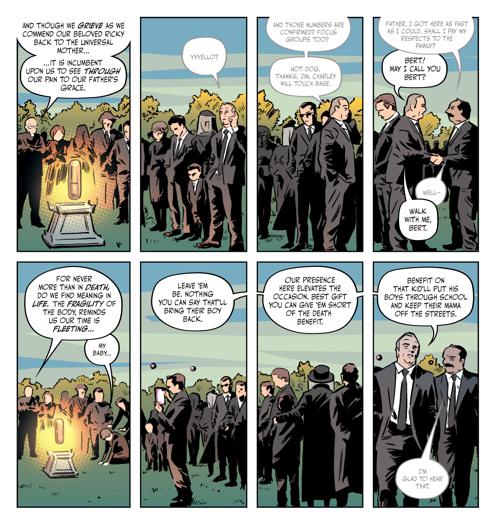 AND THOUGH WE GRIEVE AS WE
COMMEND OUR BELOVED RICKY
BACK TO THE UNIVERSAL
MOTHER...
...IT IS INCUMBENT
UPON US TO SEE THROUGH
OUR PAIN TO OUR FATHER'S
GRACE.
YYYELLO?
AND THOSE NUMBERS ARE
CONFIRMED? FOCUS
GROUPS TOO?
HOT DOG.
THANKS, JIM. CHARLEY
WILL TOUCH BASE.
FATHER, I GOT HERE AS FAST
AS I COULD, SHALL I PAY MY
RESPECTS TO THE
FAMILY?
BERT!
MAY I CALL YOU
BERT?
WELL--
WALK
WITH ME,
BERT.
FOR NEVER
MORE THAN IN DEATH,
DO WE FIND MEANING IN
LIFE. THE FRAGILITY OF
THE BODY, REMINDS
US OUR TIME IS
FLEETING...
MY
BABY...
LEAVE 'EM
BE. NOTHING
YOU CAN SAY THAT'LL
BRING THEIR BOY
BACK.
OUR PRESENCE
HERE ELEVATES THE
OCCASION. BEST GIFT
YOU CAN GIVE 'EM SHORT
OF THE DEATH
BENEFIT.
BENEFIT ON
THAT KID'LL PUT HIS
BOYS THROUGH SCHOOL
AND KEEP THEIR MAMA
OFF THE STREETS.
I'M
GLAD TO HEAR
THAT.